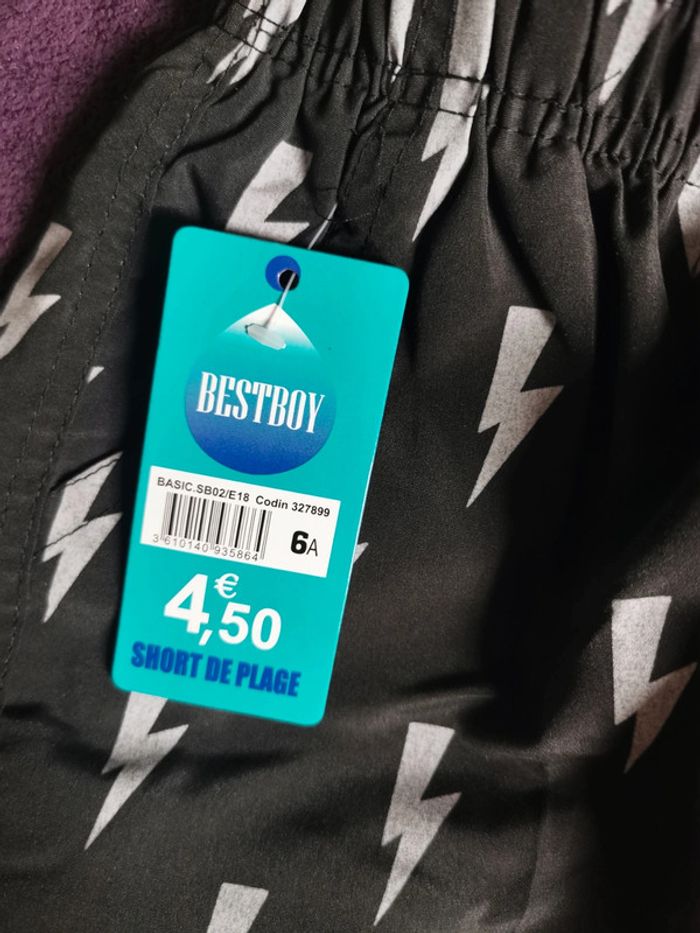 BESTBOY
BASIC.SB02/E18 Codin 327899
3 610140 935864
6A
4,50 €
SHORT DE PLAGE